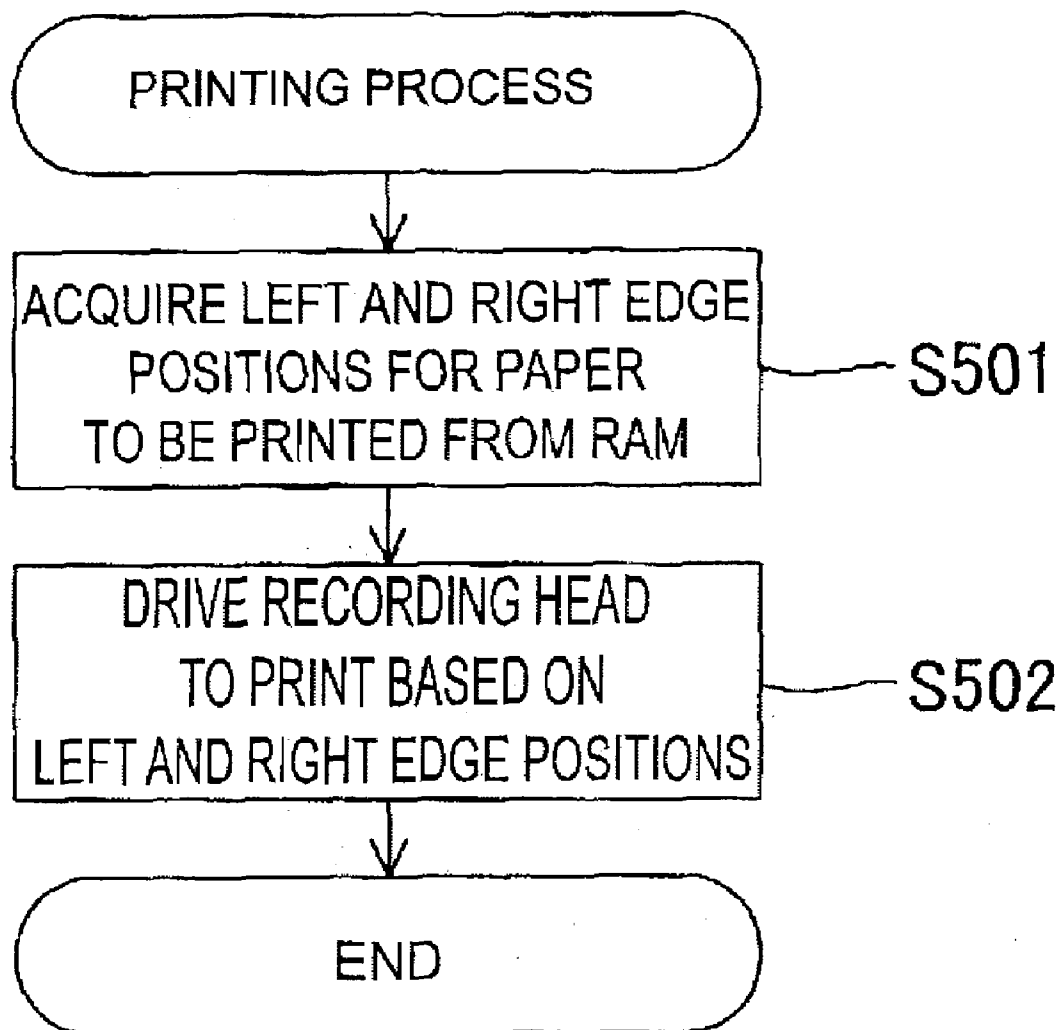 PRINTING PROCESS
ACQUIRE LEFT AND RIGHT EDGE
POSITIONS FOR PAPER
TO BE PRINTED FROM RAM
S501
DRIVE RECORDING HEAD
TO PRINT BASED ON
LEFT AND RIGHT EDGE POSITIONS
S502
END